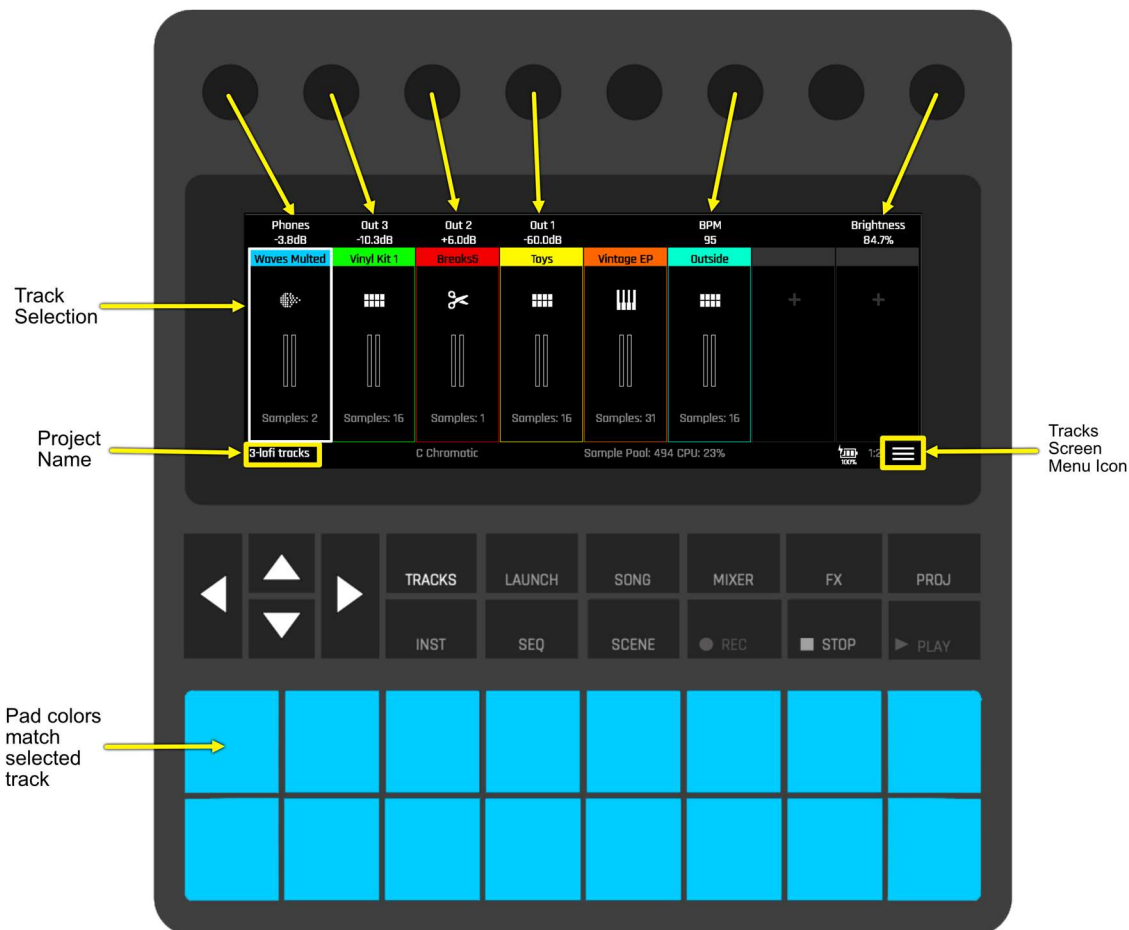 Phones Out 3 Out 2 Out 1 BPM Brightness
-3.8dB -10.3dB +6.0dB -60.0dB 95 84.7%
Waves Multed Vinyl Kit 1 Breaks5 Toys Vintage EP Outside
+ +
Track
Selection
Samples: 2 Samples: 16 Samples: 1 Samples: 16 Samples: 31 Samples: 16
Project
Name
3-lofi tracks C Chromatic Sample Pool: 494 CPU: 23%
100%
Tracks
Screen
Menu Icon
TRACKS LAUNCH SONG MIXER FX PROJ
INST SEQ SCENE REC STOP PLAY
Pad colors
match
selected
track